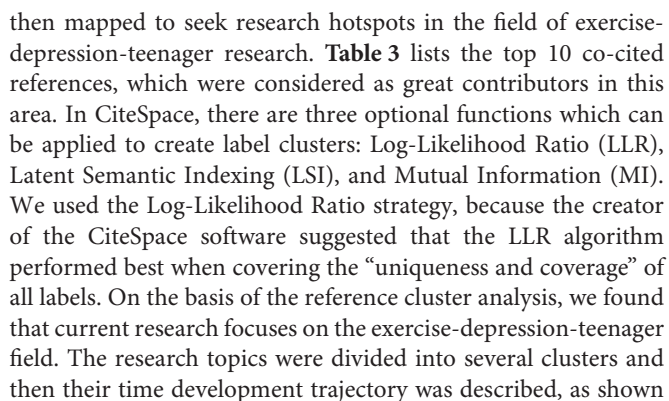 then mapped to seek research hotspots in the field of exercise-
depression-teenager research. Table 3 lists the top 10 co-cited
references, which were considered as great contributors in this
area. In CiteSpace, there are three optional functions which can
be applied to create label clusters: Log-Likelihood Ratio (LLR),
Latent Semantic Indexing (LSI), and Mutual Information (MI).
We used the Log-Likelihood Ratio strategy, because the creator
of the CiteSpace software suggested that the LLR algorithm
performed best when covering the “uniqueness and coverage” of
all labels. On the basis of the reference cluster analysis, we found
that current research focuses on the exercise-depression-teenager
field. The research topics were divided into several clusters and
then their time development trajectory was described, as shown